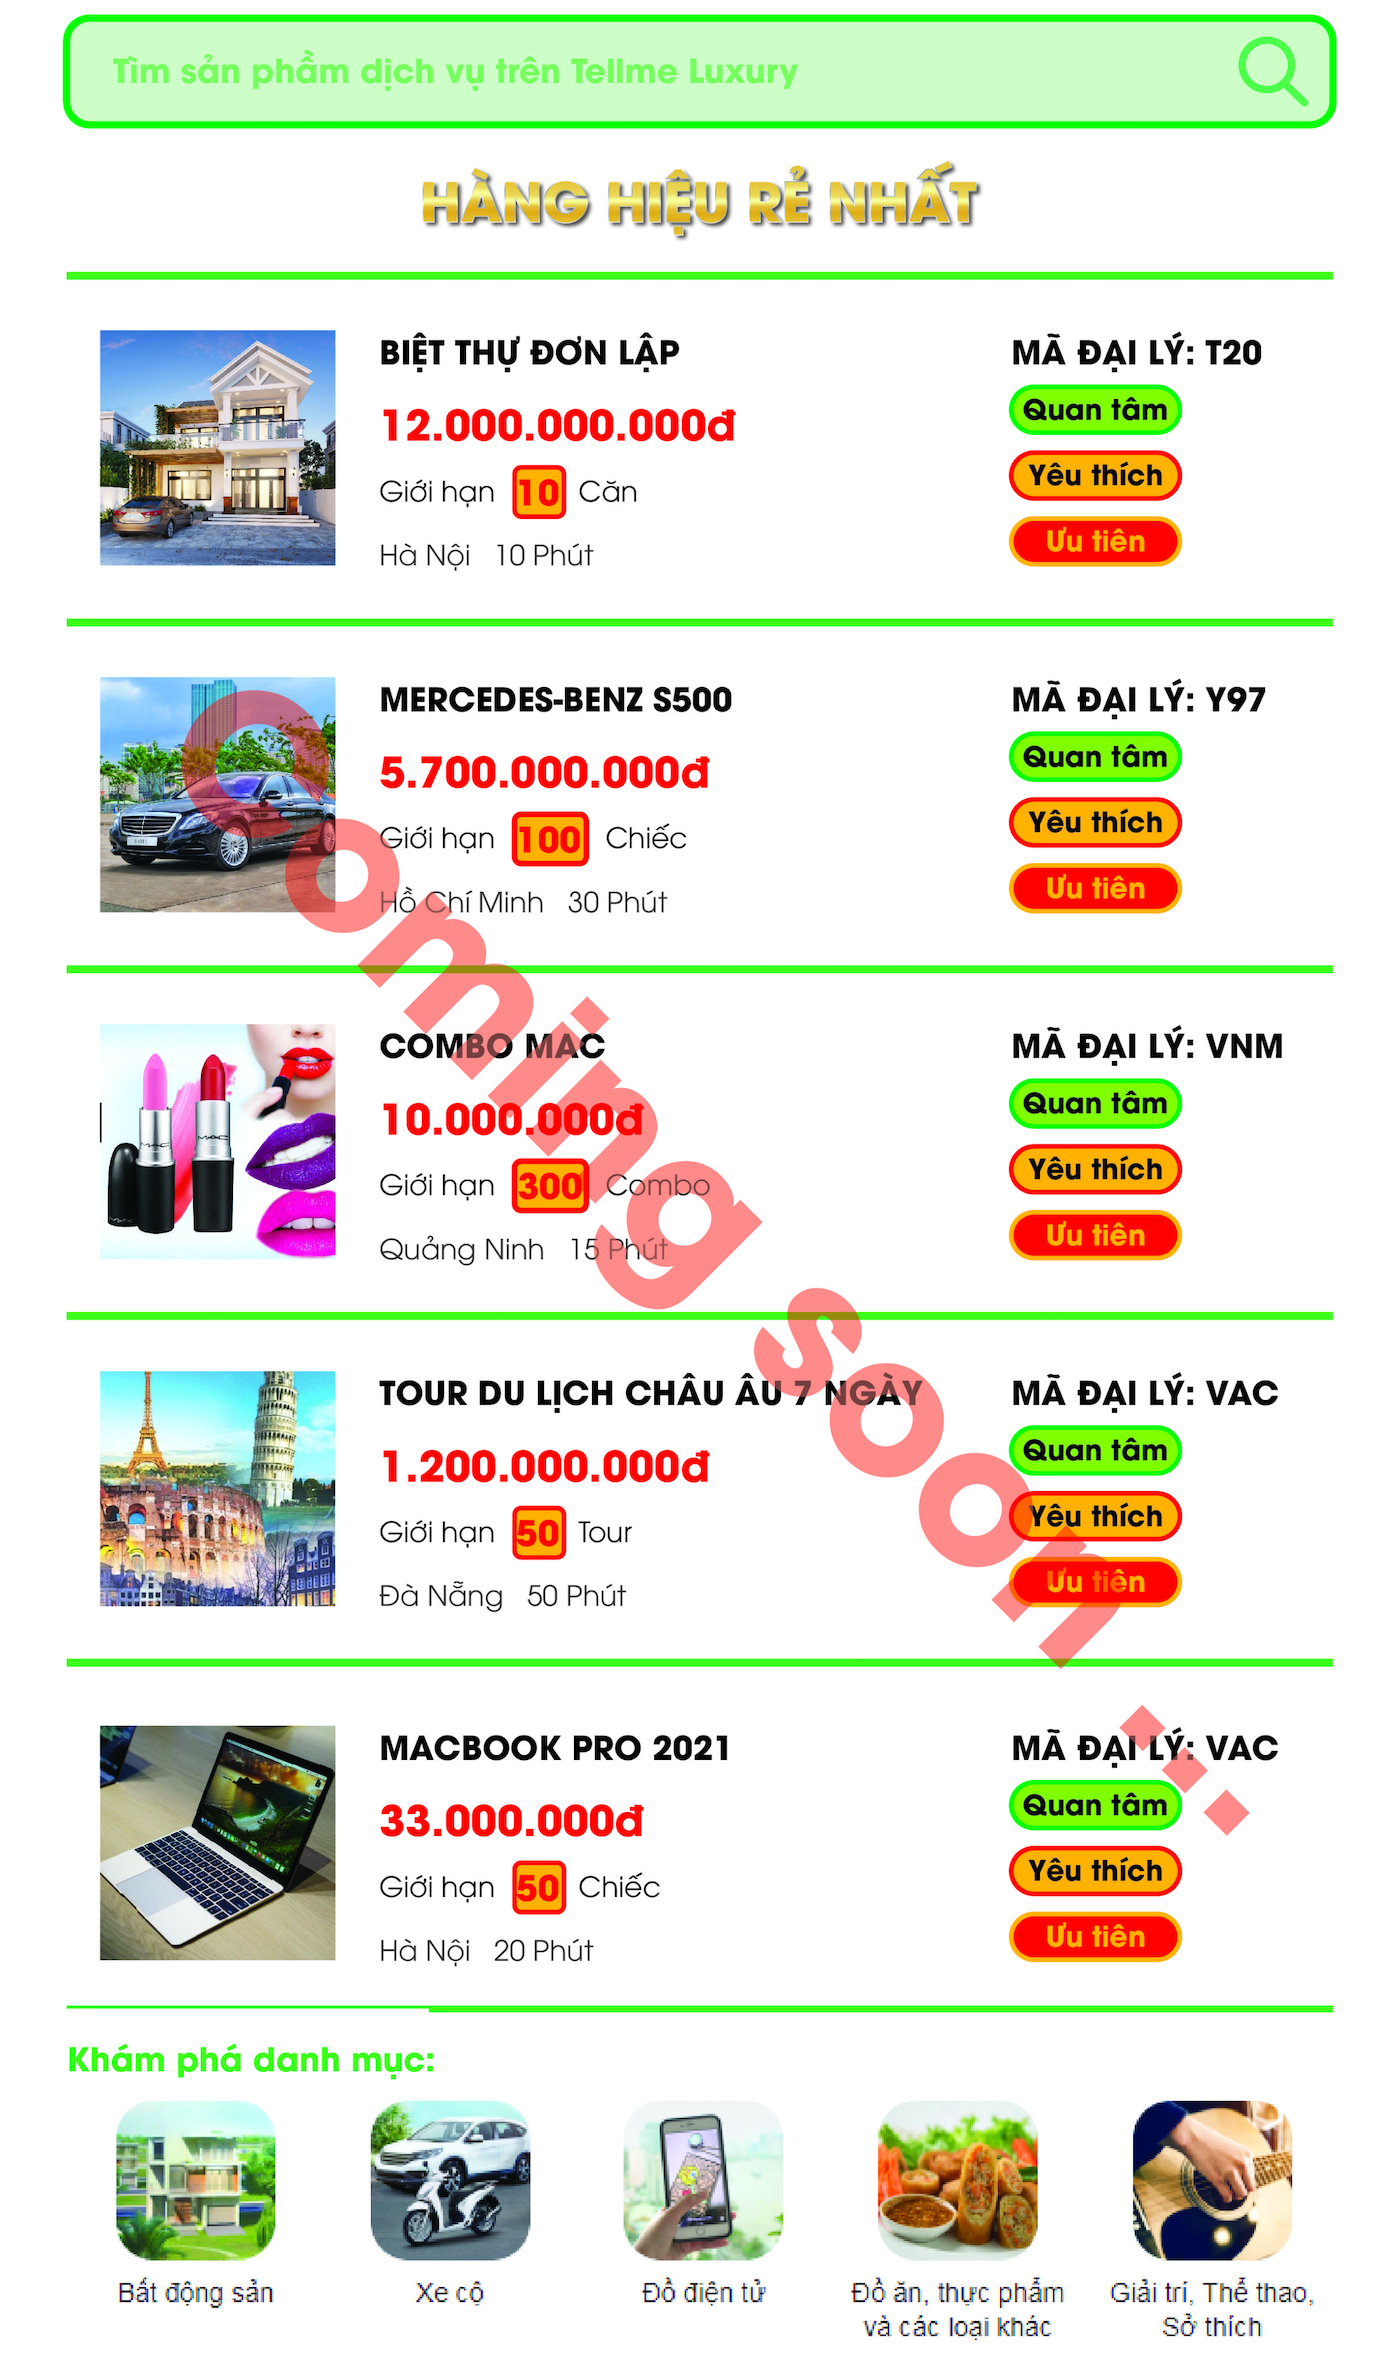 Tìm sản phầm dịch vụ trên Tellme Luxury
HÀNG HIỆU RẺ NHẤT
BIỆT THỰ ĐƠN LẬP
MÃ ĐẠI LÝ: T20
12.000.000.000đ
Quan tâm
Giới hạn 10 Căn
Yêu thích
Hà Nội 10 Phút
Ưu tiên
MERCEDES-BENZ S500
MÃ ĐẠI LÝ: Y97
5.700.000.000đ
Quan tâm
Giới hạn 100 Chiếc
Yêu thích
Hồ Chí Minh 30 Phút
Ưu tiên
COMBO MAC
MÃ ĐẠI LÝ: VNM
10.000.000đ
Quan tâm
Giới hạn 300 Combo
Yêu thích
Quảng Ninh 15 Phút
Ưu tiên
MAC
MAC
TOUR DU LỊCH CHÂU ÂU 7 NGÀY
MÃ ĐẠI LÝ: VAC
1.200.000.000đ
Quan tâm
Giới hạn 50 Tour
Yêu thích
Đà Nẵng 50 Phút
Ưu tiên
MACBOOK PRO 2021
MÃ ĐẠI LÝ: VAC
33.000.000đ
Quan tâm
Giới hạn 50 Chiếc
Yêu thích
Hà Nội 20 Phút
Ưu tiên
Coming soon ...
Khám phá danh mục:
Bất động sản
Xe cộ
Đồ điện tử
Đồ ăn, thực phẩm
và các loại khác
Giải trí, Thể thao,
Sở thích